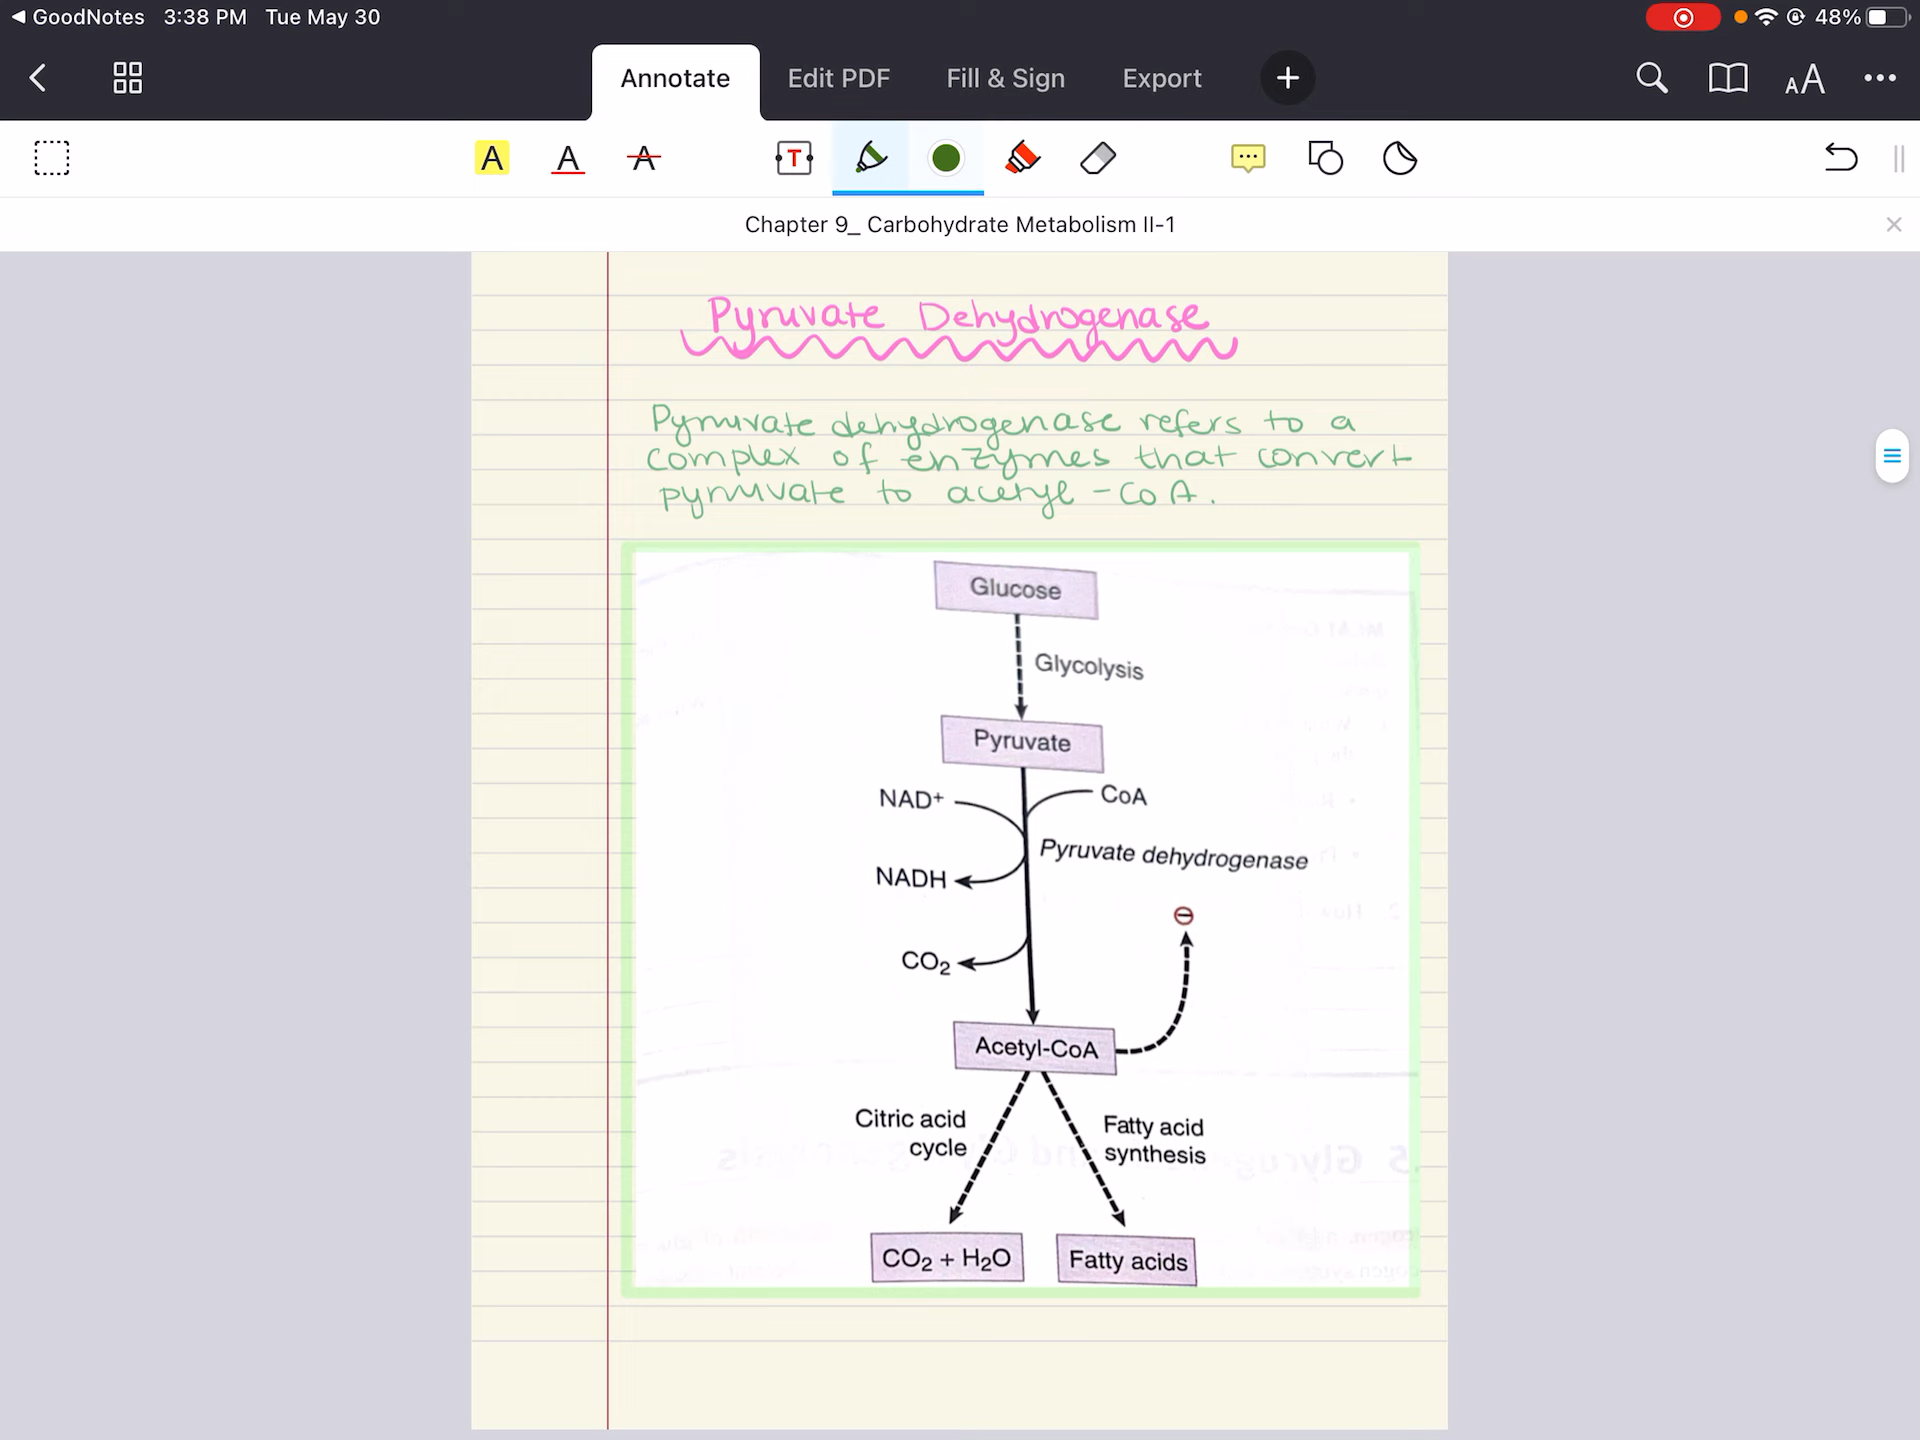 GoodNotes 3:38 PM Tue May 30 48%
Annotate Edit PDF Fill & Sign Export
A A A T
AA
Chapter 9_ Carbohydrate Metabolism II-1
Pyruvate Dehydrogenase
Pyruvate dehydrogenase refers to a
complex of enzymes that convert
pyruvate to acetyl-CoA.
Glucose
Glycolysis
Pyruvate
NAD+ CoA
Pyruvate dehydrogenase
NADH
CO2
Acetyl-CoA
Citric acid
cycle
Fatty acid
synthesis
CO2 + H2O Fatty acids